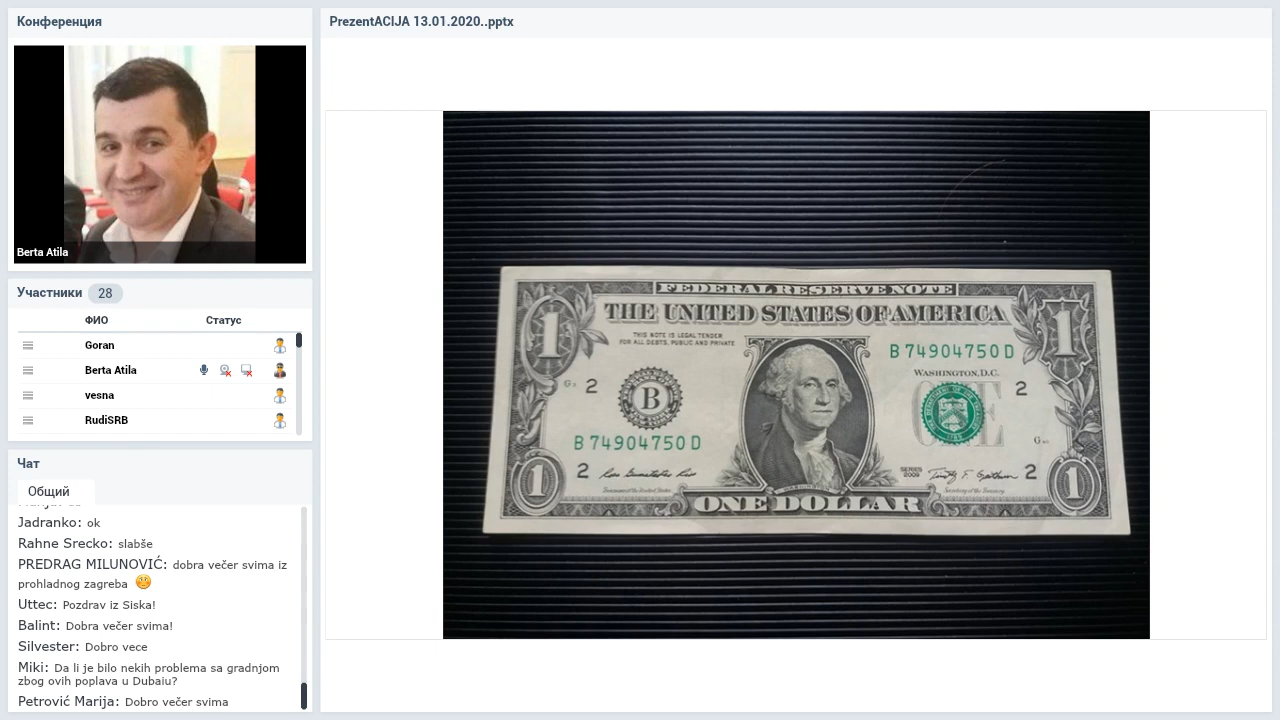 Конференция
Berta Atila
Участники 28
ФИО Статус
Goran
Berta Atila
vesna
RudiSRB
Чат
Общий
Jadranko: ok
Rahne Srecko: slabše
PREDRAG MILUNOVIĆ: dobra večer svima iz
prohladnog zagreba
Uttec: Pozdrav iz Siska!
Balint: Dobra večer svima!
Silvester: Dobro vece
Miki: Da li je bilo nekih problema sa gradnjom
zbog ovih poplava u Dubaiu?
Petrović Marija: Dobro večer svima
PrezentACIJA 13.01.2020..pptx
FEDERAL RESERVE NOTE
THE UNITED STATES OF AMERICA
THIS NOTE IS LEGAL TENDER
FOR ALL DEBTS, PUBLIC AND PRIVATE
B 74904750 D
WASHINGTON, D.C.
1
1
2
2
B
B 74904750 D
2
2
SERIES
2009
1
1
ONE DOLLAR